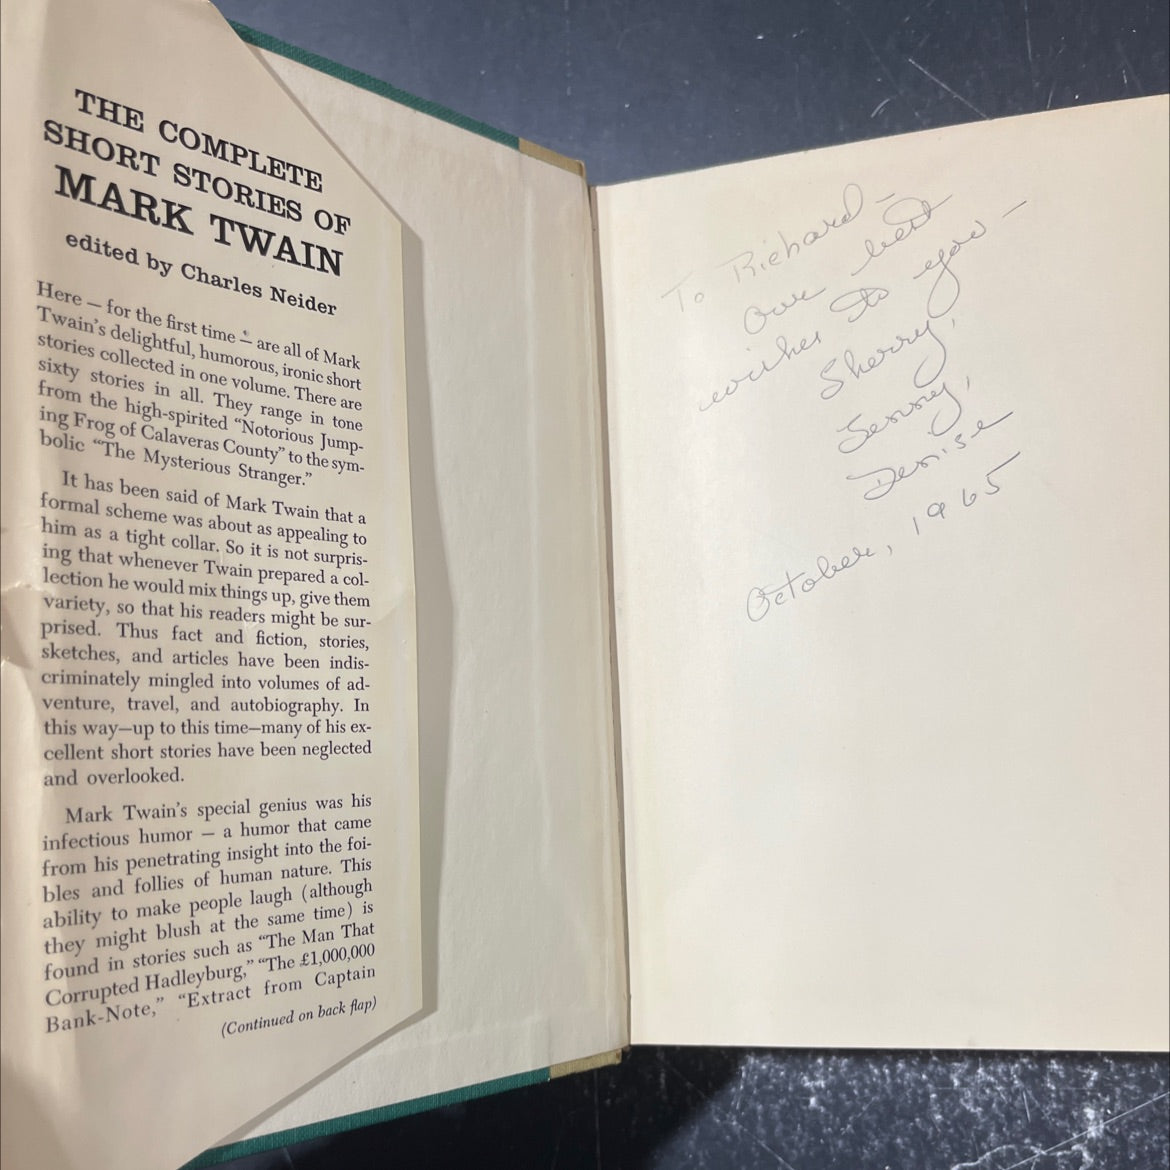 THE COMPLETE
SHORT STORIES OF
MARK TWAIN
edited by Charles Neider
Here — for the first time — are all of Mark
Twain's delightful, humorous, ironic short
stories collected in one volume. There are
sixty stories in all. They range in tone
from the high-spirited "Notorious Jump-
ing Frog of Calaveras County" to the sym-
bolic "The Mysterious Stranger."
It has been said of Mark Twain that a
formal scheme was about as appealing to
him as a tight collar. So it is not surpris-
ing that whenever Twain prepared a col-
lection he would mix things up, give them
variety, so that his readers might be sur-
prised. Thus fact and fiction, stories,
sketches, and articles have been indis-
criminately mingled into volumes of ad-
venture, travel, and autobiography. In
this way—up to this time—many of his ex-
cellent short stories have been neglected
and overlooked.
Mark Twain's special genius was his
infectious humor — a humor that came
from his penetrating insight into the foi-
bles and follies of human nature. This
ability to make people laugh (although
they might blush at the same time) is
found in stories such as "The Man That
Corrupted Hadleyburg," "The £1,000,000
Bank-Note," "Extract from Captain
(Continued on back flap)
To Richard –
Our best
wishes to you –
Sherry,
Denise
October, 1965